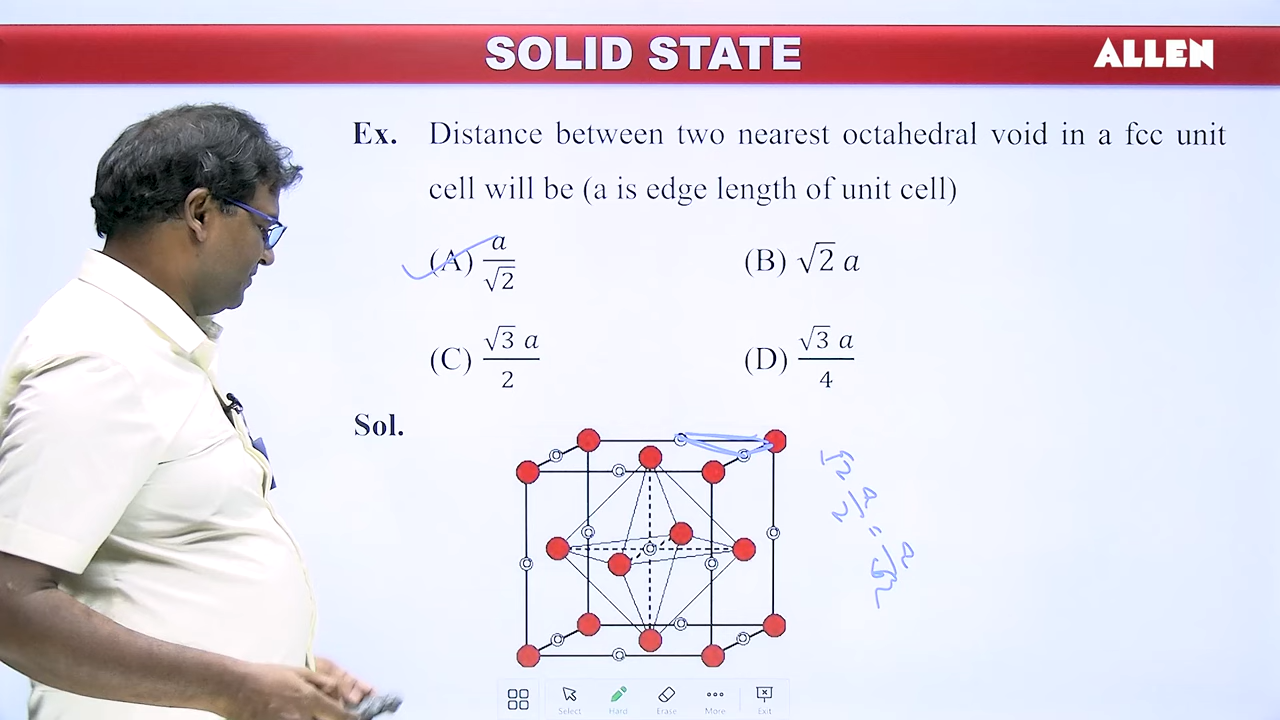 SOLID STATE
ALLEN
Ex. Distance between two nearest octahedral void in a fcc unit
cell will be (a is edge length of unit cell)
(A) a/√2 (B) √2 a
(C) √3 a/2 (D) √3 a/4
Sol.
√2 a/2 = a/√2
Select Hard Erase More Exit